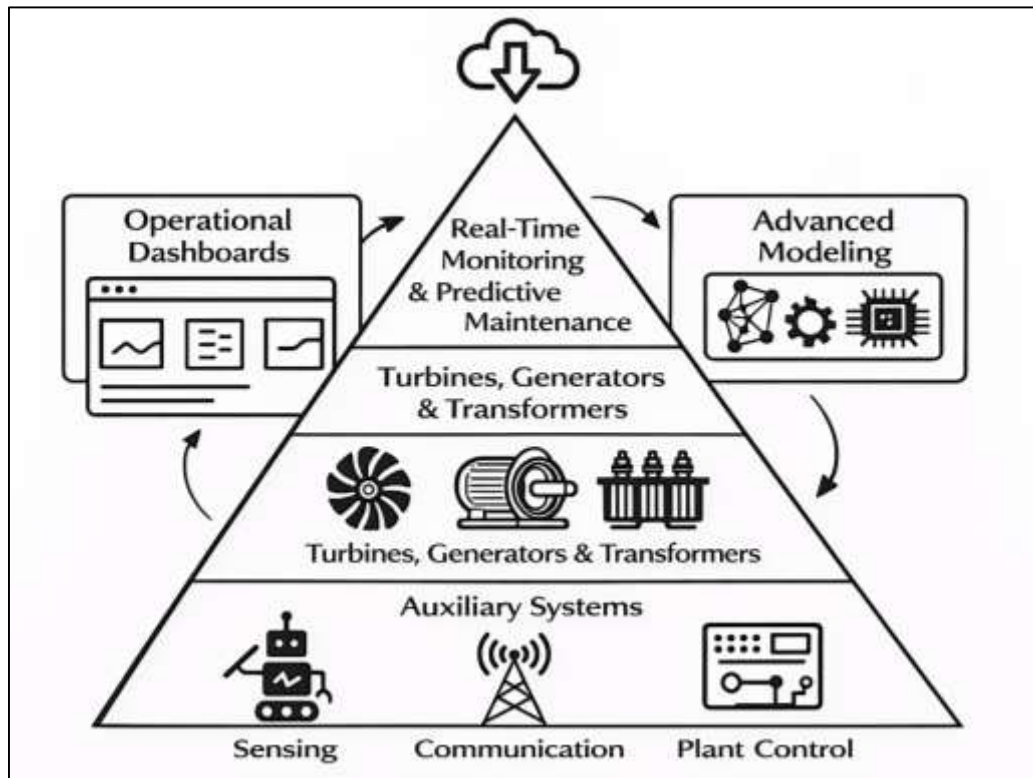 Operational
Dashboards
Real-Time
Monitoring
& Predictive
Maintenance
Advanced
Modeling
Turbines, Generators
& Transformers
Turbines, Generators & Transformers
Auxiliary Systems
Sensing
Communication
Plant Control